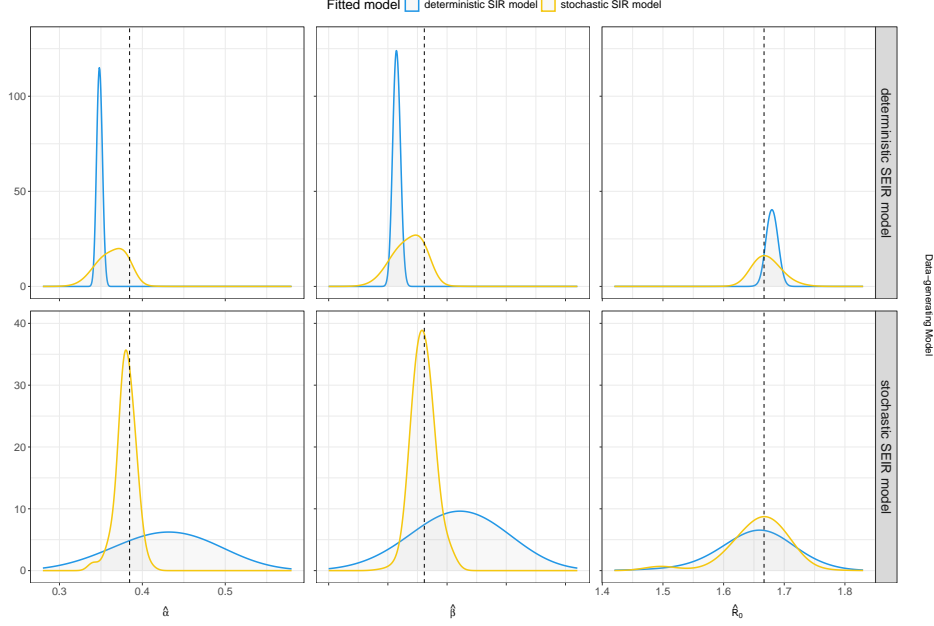 Fitted model deterministic SIR model stochastic SIR model
100
50
0
deterministic SEIR model
40
30
20
10
0
stochastic SEIR model
Data-generating Model
0.3 0.4 0.5
1.4 1.5 1.6 1.7 1.8
α̂ β̂ R̂₀